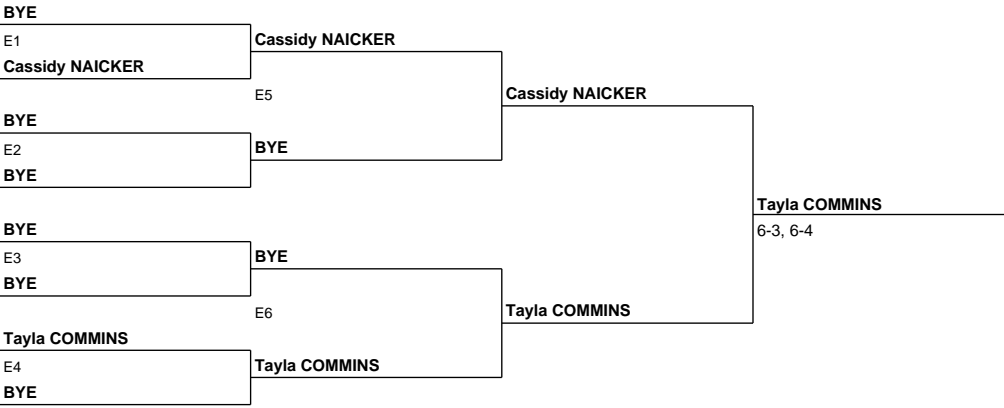 BYE
E1
Cassidy NAICKER
BYE
E2
BYE
BYE
E3
BYE
Tayla COMMINS
E4
BYE
Cassidy NAICKER
E5
BYE
BYE
E6
Tayla COMMINS
Cassidy NAICKER
Tayla COMMINS
Tayla COMMINS
6-3, 6-4